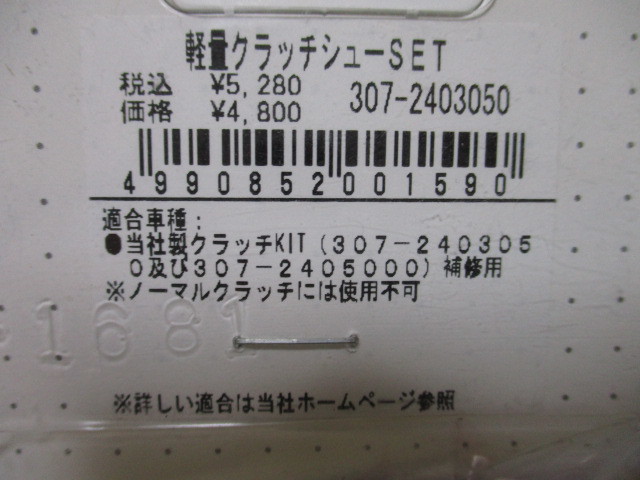 軽量クラッチシューSET
税込 ¥5,280 307-2403050
価格 ¥4,800
4990852001590
適合車種：
●当社製クラッチKIT（307-240305
0及び307-2405000）補修用
※ノーマルクラッチには使用不可
1681
※詳しい適合は当社ホームページ参照